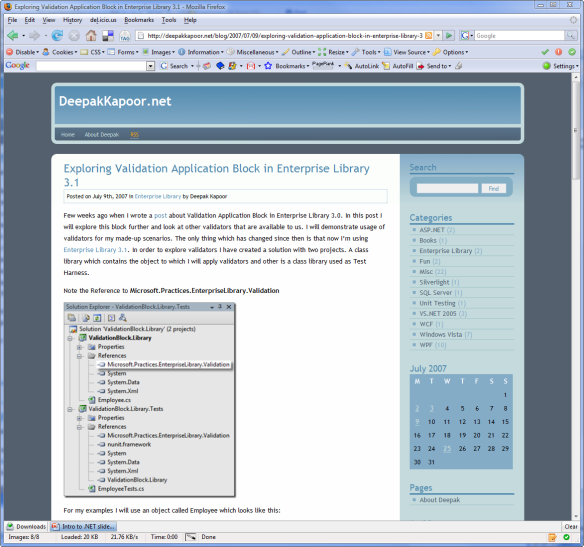 Exploring Validation Application Block in Enterprise Library 3.1 - Mozilla Firefox
File Edit View History del.icio.us Bookmarks Tools Help
http://deepakkapoor.net/blog/2007/07/09/exploring-validation-application-block-in-enterprise-library-3
Google
Disable Cookies CSS Forms Images Information Miscellaneous Outline Resize Tools View Source Options
Google Search PageRank Bookmarks AutoLink AutoFill Send to Settings
DeepakKapoor.net
Home About Deepak RSS
Exploring Validation Application Block in Enterprise Library
3.1
Posted on July 9th, 2007 in Enterprise Library by Deepak Kapoor
Few weeks ago when I wrote a post about Validation Application Block in Enterprise Library 3.0. In this post I
will explore this block further and look at other validators that are available to us. I will demonstrate usage of
validators for my made-up scenarios. The only thing which has changed since then is that now I'm using
Enterprise Library 3.1. In order to explore validators I have created a solution with two projects. A class
library which contains the object to which I will apply validators and other is a class library used as Test
Harness.
Note the Reference to Microsoft.Practices.EnterpriseLibrary.Validation
Solution Explorer - ValidationBlock.Library.Tests
Solution 'ValidationBlock.Library' (2 projects)
ValidationBlock.Library
Properties
References
Microsoft.Practices.EnterpriseLibrary.Validation
System
System.Data
System.Xml
Employee.cs
ValidationBlock.Library.Tests
Properties
References
Microsoft.Practices.EnterpriseLibrary.Validation
nunit.framework
System
System.Data
System.Xml
ValidationBlock.Library
EmployeeTests.cs
For my examples I will use an object called Employee which looks like this:
Search
Find
Categories
ASP.NET (2)
Books (1)
Enterprise Library (2)
Fun (2)
Misc (22)
Silverlight (1)
SQL Server (1)
Unit Testing (1)
VS.NET 2005 (3)
WCF (1)
Windows Vista (7)
WPF (10)
July 2007
M T W T F S S
1
2 3 4 5 6 7 8
9 10 11 12 13 14 15
16 17 18 19 20 21 22
23 24 25 26 27 28 29
30 31
Pages
About Deepak
Downloads Intro to .NET slide... Clear
Images: 8/8 Loaded: 20 KB 21.76 KB/s Time: 0:00 Done